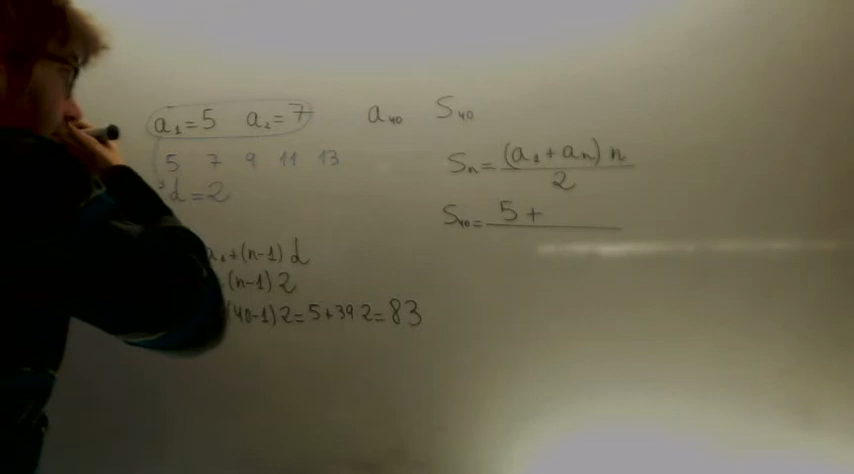 a₁=5 a₂=7
5 7 9 11 13
d=2
a₁+(n-1) d
(n-1) 2
(40-1) 2=5+39 2=83
a₄₀ S₄₀
Sₙ= (a₁+aₙ) n
2
S₄₀= 5+